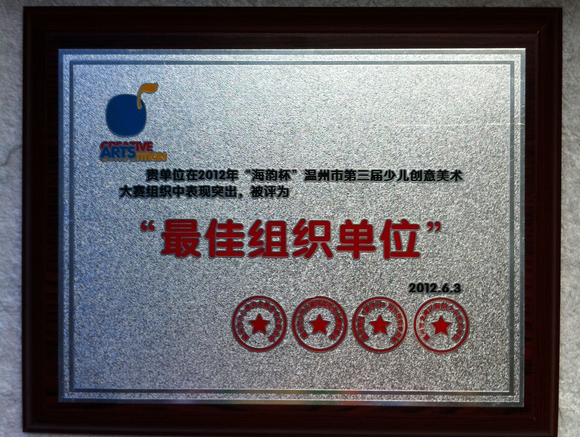 CREATIVE
ARTS
贵单位在2012年“海韵杯”温州市第三届少儿创意美术
大赛组织中表现突出，被评为
“最佳组织单位”
2012.6.3